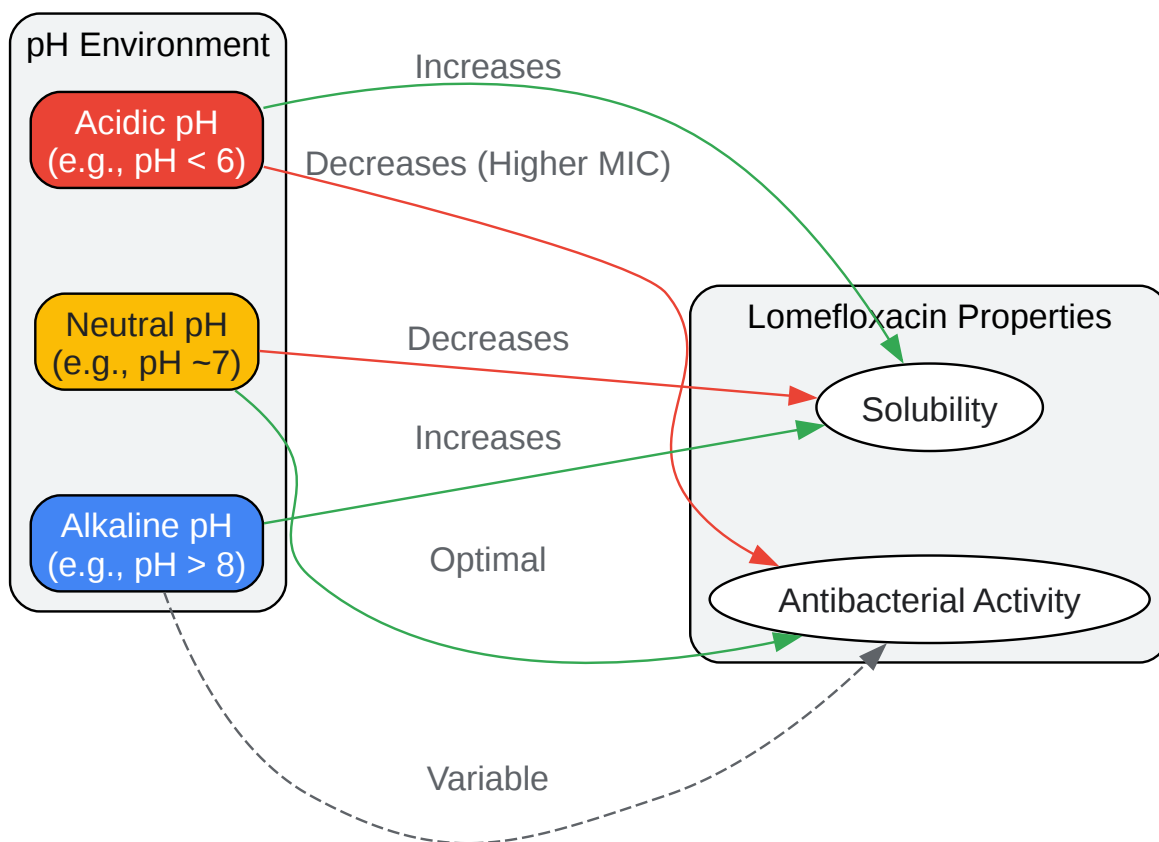 pH Environment
Acidic pH
(e.g., pH < 6)
Neutral pH
(e.g., pH ~7)
Alkaline pH
(e.g., pH > 8)
Increases
Decreases (Higher MIC)
Decreases
Increases
Optimal
Variable
Lomefloxacin Properties
Solubility
Antibacterial Activity